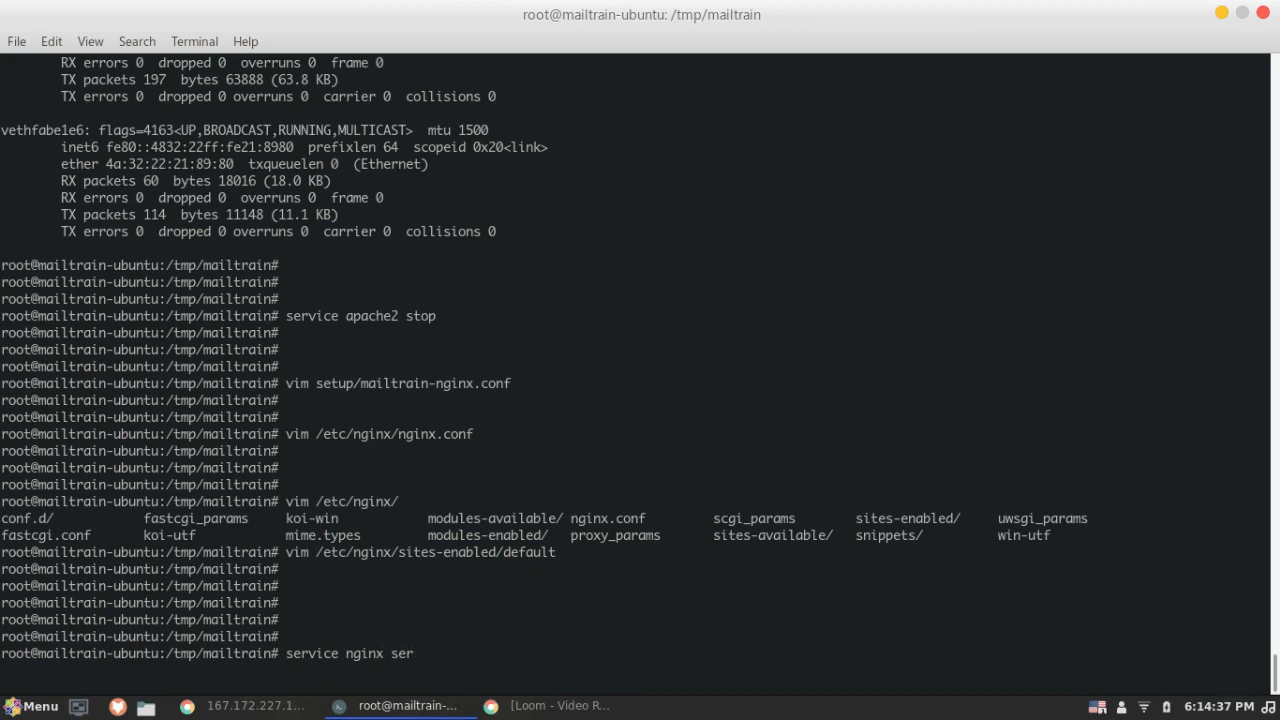 root@mailtrain-ubuntu: /tmp/mailtrain
File Edit View Search Terminal Help
RX errors 0 dropped 0 overruns 0 frame 0
TX packets 197 bytes 63888 (63.8 KB)
TX errors 0 dropped 0 overruns 0 carrier 0 collisions 0
vethfabe1e6: flags=4163<UP,BROADCAST,RUNNING,MULTICAST> mtu 1500
inet6 fe80::4832:22ff:fe21:8980 prefixlen 64 scopeid 0x20<link>
ether 4a:32:22:21:89:80 txqueuelen 0 (Ethernet)
RX packets 60 bytes 18016 (18.0 KB)
RX errors 0 dropped 0 overruns 0 frame 0
TX packets 114 bytes 11148 (11.1 KB)
TX errors 0 dropped 0 overruns 0 carrier 0 collisions 0
root@mailtrain-ubuntu:/tmp/mailtrain#
root@mailtrain-ubuntu:/tmp/mailtrain#
root@mailtrain-ubuntu:/tmp/mailtrain#
root@mailtrain-ubuntu:/tmp/mailtrain# service apache2 stop
root@mailtrain-ubuntu:/tmp/mailtrain#
root@mailtrain-ubuntu:/tmp/mailtrain#
root@mailtrain-ubuntu:/tmp/mailtrain#
root@mailtrain-ubuntu:/tmp/mailtrain# vim setup/mailtrain-nginx.conf
root@mailtrain-ubuntu:/tmp/mailtrain#
root@mailtrain-ubuntu:/tmp/mailtrain#
root@mailtrain-ubuntu:/tmp/mailtrain# vim /etc/nginx/nginx.conf
root@mailtrain-ubuntu:/tmp/mailtrain#
root@mailtrain-ubuntu:/tmp/mailtrain#
root@mailtrain-ubuntu:/tmp/mailtrain#
root@mailtrain-ubuntu:/tmp/mailtrain# vim /etc/nginx/
conf.d/ fastcgi_params koi-win modules-available/ nginx.conf scgi_params sites-enabled/ uwsgi_params
fastcgi.conf koi-utf mime.types modules-enabled/ proxy_params sites-available/ snippets/ win-utf
root@mailtrain-ubuntu:/tmp/mailtrain# vim /etc/nginx/sites-enabled/default
root@mailtrain-ubuntu:/tmp/mailtrain#
root@mailtrain-ubuntu:/tmp/mailtrain#
root@mailtrain-ubuntu:/tmp/mailtrain#
root@mailtrain-ubuntu:/tmp/mailtrain#
root@mailtrain-ubuntu:/tmp/mailtrain#
root@mailtrain-ubuntu:/tmp/mailtrain# service nginx ser
Menu 167.172.227.1... root@mailtrain-... [Loom - Video R... 6:14:37 PM